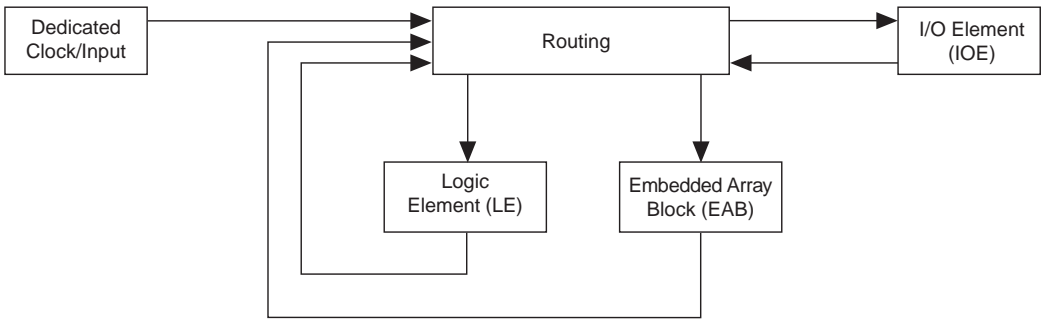 Dedicated
Clock/Input
Routing
I/O Element
(IOE)
Logic
Element (LE)
Embedded Array
Block (EAB)